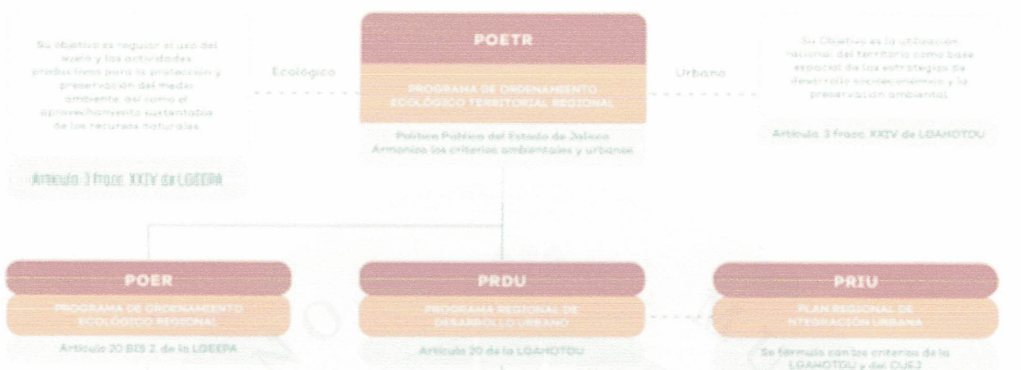 POETR
PROGRAMA DE ORDENAMIENTO
ECOLÓGICO TERRITORIAL REGIONAL
Política Pública del Estado de Jalisco
Armoniza los criterios ambientales y urbanos
Ecológico
Su objetivo es regular el uso del
suelo y las actividades
productivas para la protección y
preservación del medio
ambiente, así como el
aprovechamiento sustentable
de los recursos naturales
Artículo 3 fracc. XXIV de LGEEPA
Urbano
Su Objetivo es la utilización
racional del territorio como base
espacial de las estrategias de
desarrollo socioeconómico y la
preservación ambiental
Artículo 3 fracc. XXIV de LGAHOTDU
POER
PROGRAMA DE ORDENAMIENTO
ECOLÓGICO REGIONAL
Artículo 20 BIS 2. de la LGEEPA
PRDU
PROGRAMA REGIONAL DE
DESARROLLO URBANO
Artículo 20 de la LGAHOTDU
PRIU
PLAN REGIONAL DE
INTEGRACIÓN URBANA
Se formula con los criterios de la
LGAHOTDU y del CUEJ